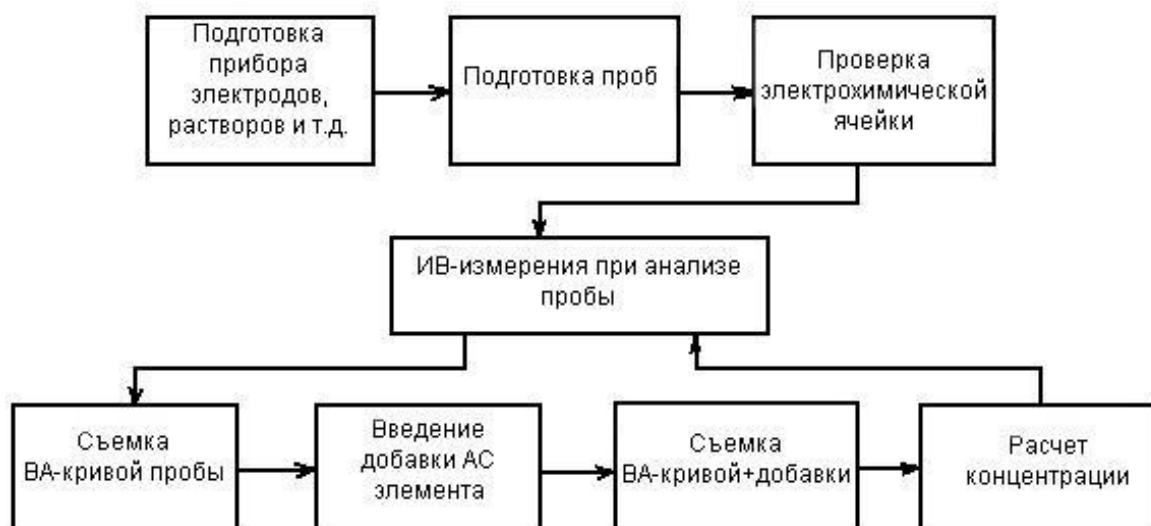 Подготовка
прибора
электродов,
растворов и т.д.
Подготовка проб
Проверка
электрохимической
ячейки
ИВ-измерения при анализе
пробы
Съемка
ВА-кривой пробы
Введение
добавки АС
элемента
Съемка
ВА-кривой+добавки
Расчет
концентрации